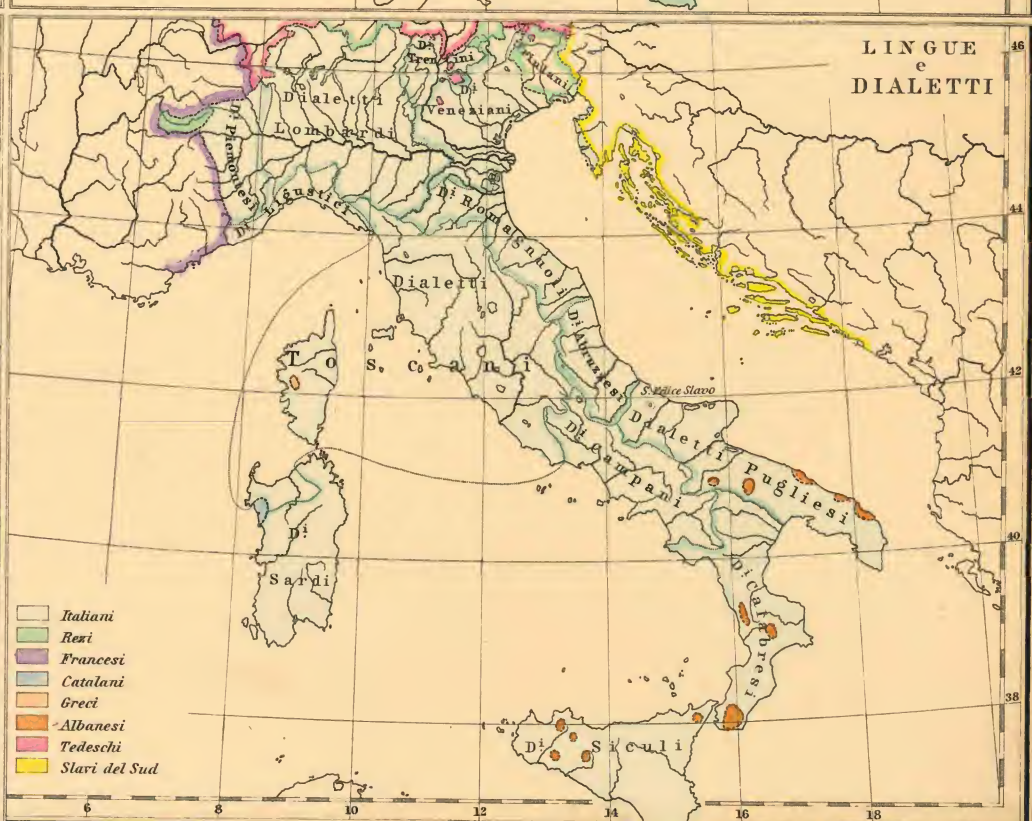 LINGUE
e
DIALETTI
46
44
42
40
38
Dⁱ Trentini
Dⁱ
Veneziani
Dialetti
Lombardi
Dⁱ Piemontesi
Dⁱ Ligustici
Dⁱ Romagnuoli
Dialetti
Toscani
Dⁱ Abruzzesi
S. Felice Slavo
Dialetti Pugliesi
Dⁱ Campani
Dⁱ
Sardi
Dⁱ Calabresi
Dⁱ Siculi
Italiani
Rezi
Francesi
Catalani
Greci
Albanesi
Tedeschi
Slavi del Sud
6 8 10 12 14 16 18